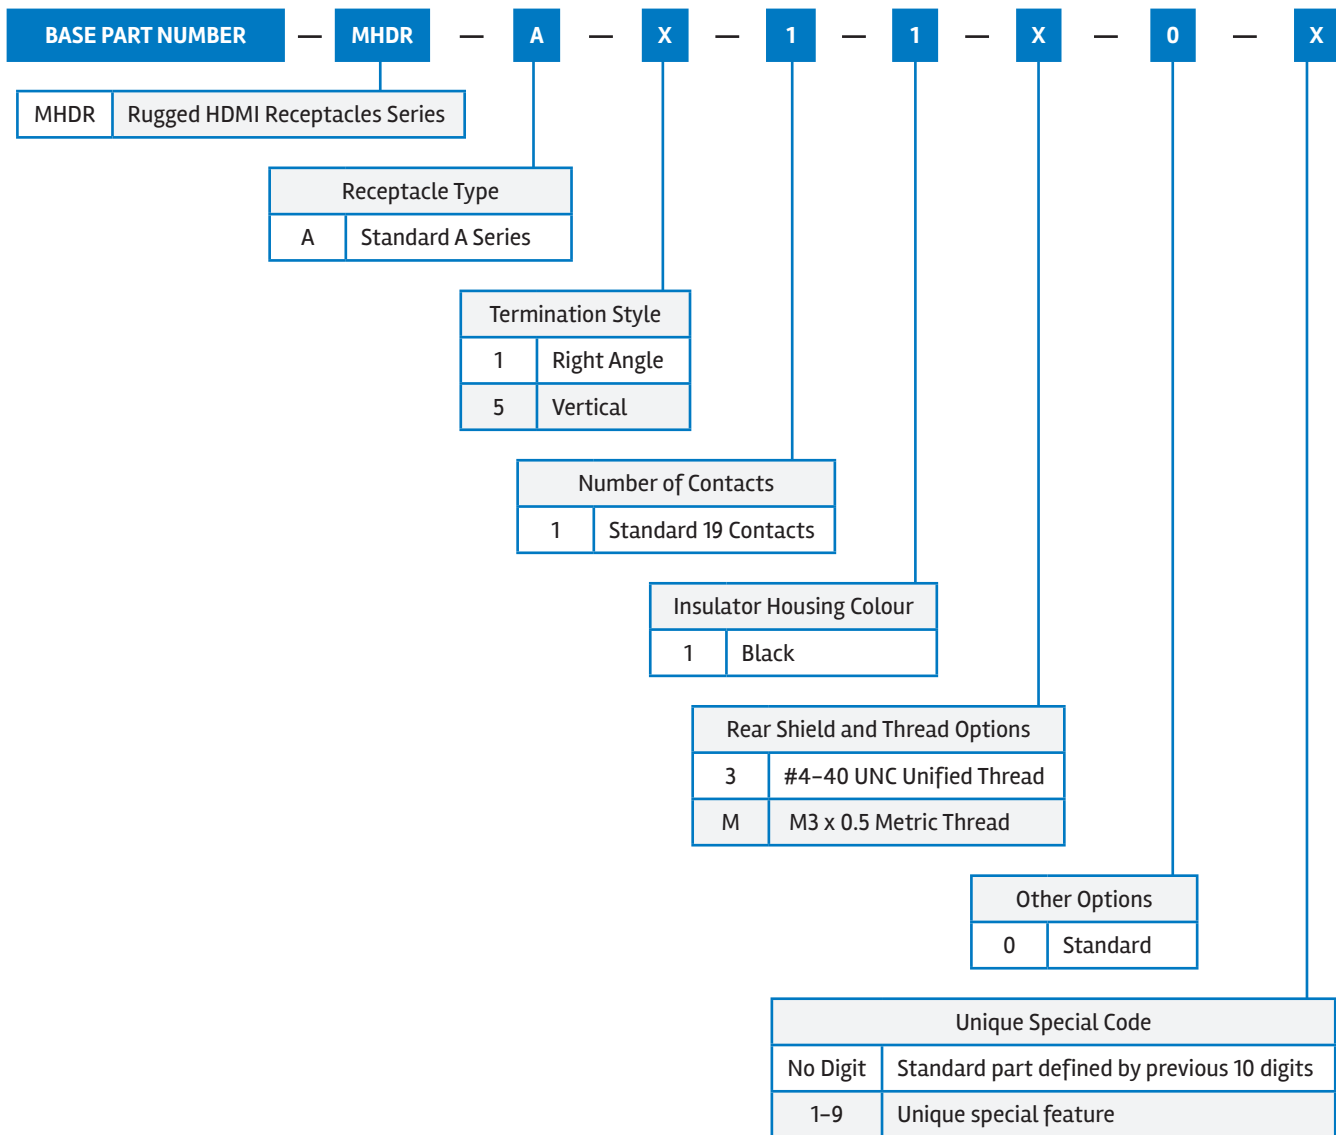 BASE PART NUMBER — MHDR — A — X — 1 — 1 — X — 0 — X
MHDR Rugged HDMI Receptacles Series
Receptacle Type
A Standard A Series
Termination Style
1 Right Angle
5 Vertical
Number of Contacts
1 Standard 19 Contacts
Insulator Housing Colour
1 Black
Rear Shield and Thread Options
3 #4–40 UNC Unified Thread
M M3 x 0.5 Metric Thread
Other Options
0 Standard
Unique Special Code
No Digit Standard part defined by previous 10 digits
1–9 Unique special feature